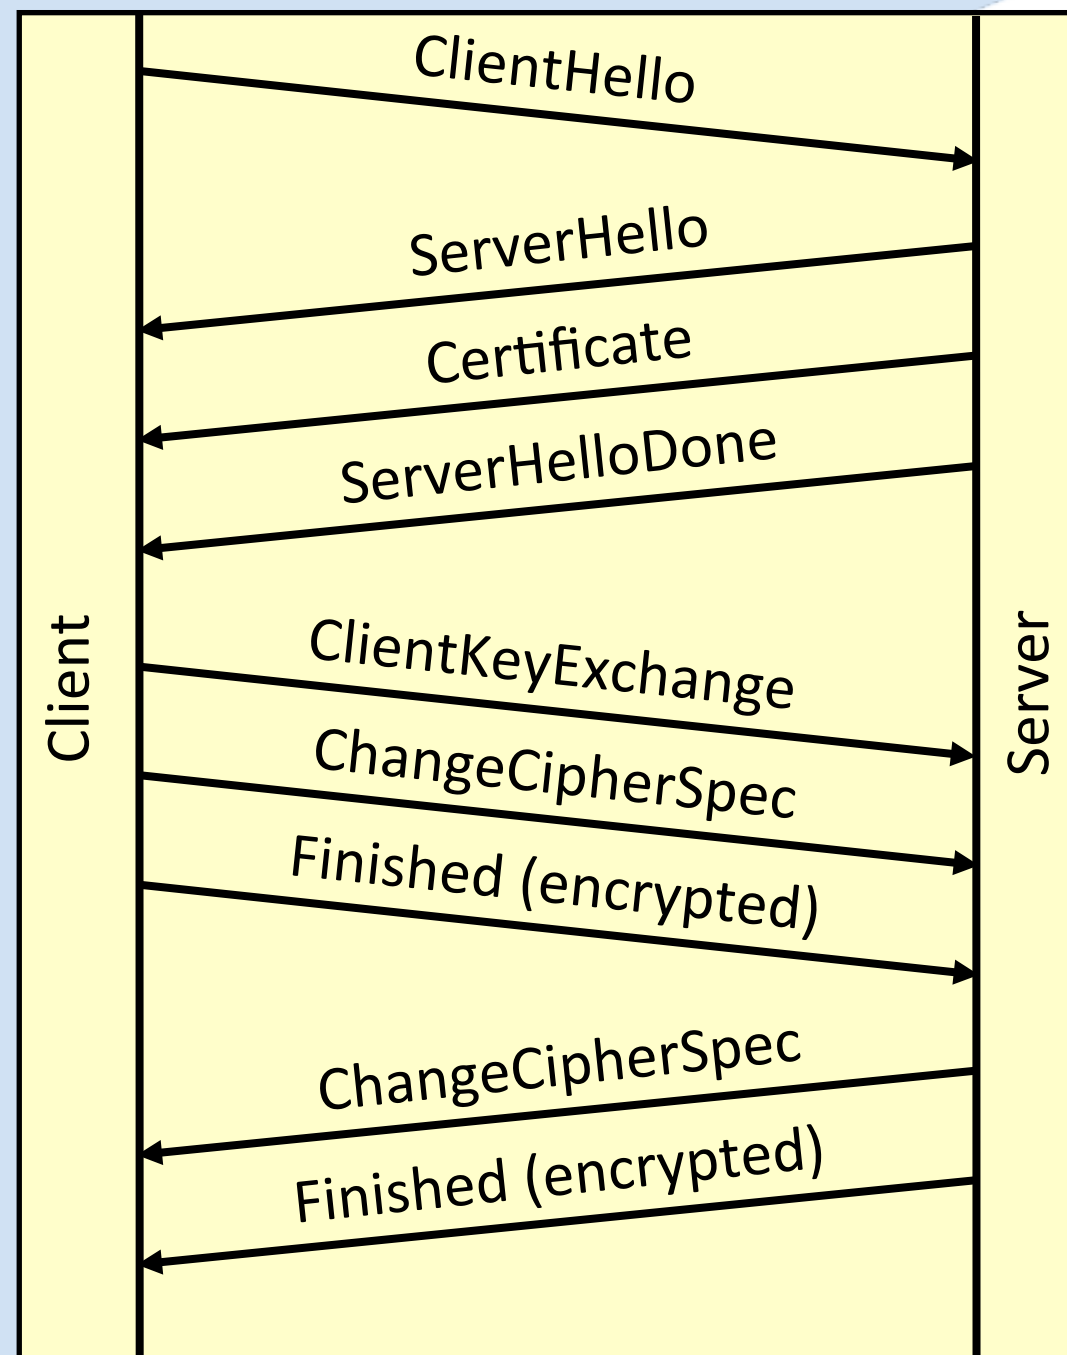 ClientHello
ServerHello
Certificate
ServerHelloDone
Client
Server
ClientKeyExchange
ChangeCipherSpec
Finished (encrypted)
ChangeCipherSpec
Finished (encrypted)